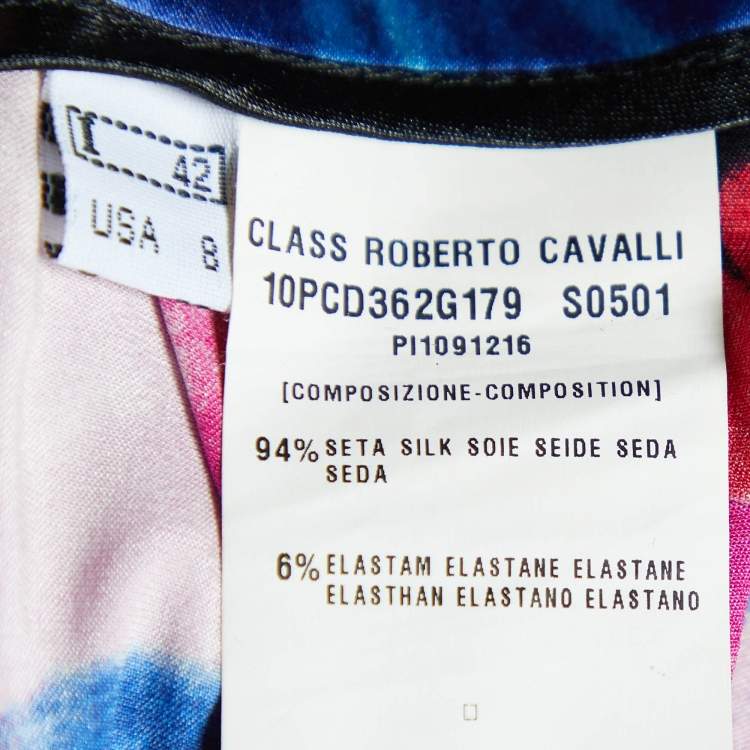 I 42
USA 8
CLASS ROBERTO CAVALLI
10PCD362G179 S0501
PI1091216
[COMPOSIZIONE-COMPOSITION]
94% SETA SILK SOIE SEIDE SEDA
SEDA
6% ELASTAM ELASTANE ELASTANE
ELASTHAN ELASTANO ELASTANO